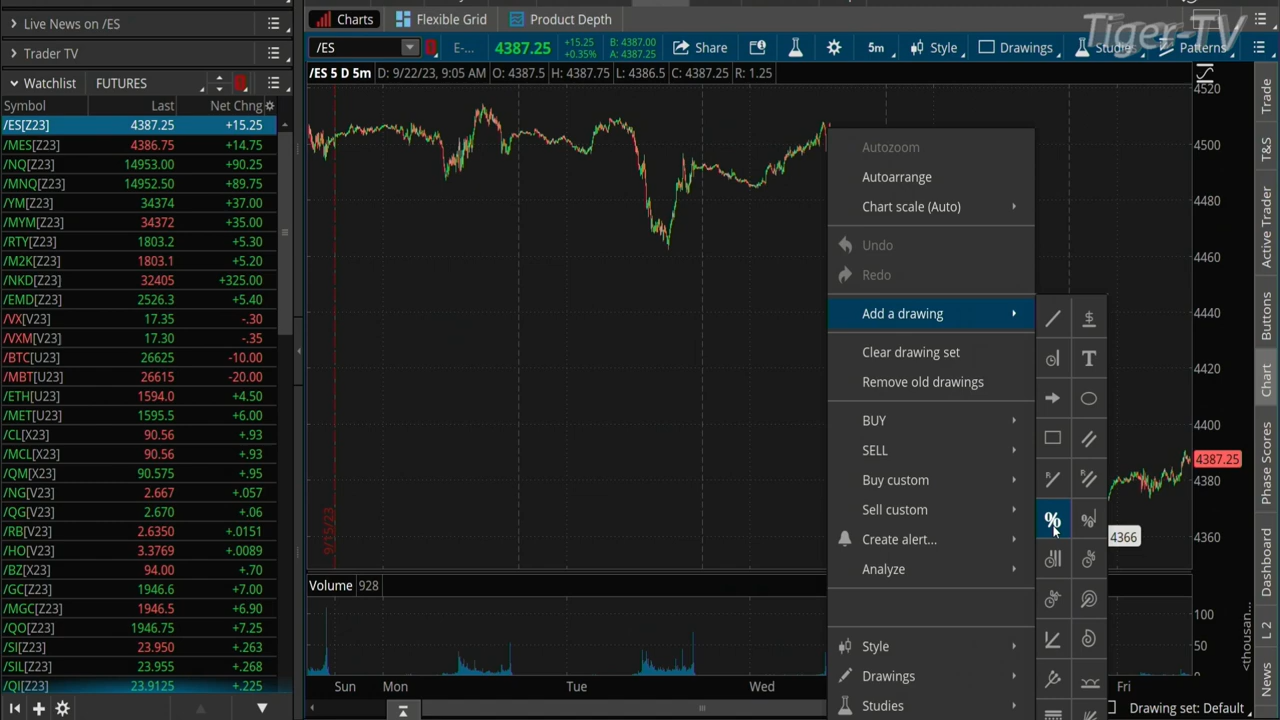 Live News on /ES
Trader TV
Watchlist FUTURES
Symbol Last Net Chng
/ES[Z23] 4387.25 +15.25
/MES[Z23] 4386.75 +14.75
/NQ[Z23] 14953.00 +90.25
/MNQ[Z23] 14952.50 +89.75
/YM[Z23] 34374 +37.00
/MYM[Z23] 34372 +35.00
/RTY[Z23] 1803.2 +5.30
/M2K[Z23] 1803.1 +5.20
/NKD[Z23] 32405 +325.00
/EMD[Z23] 2526.3 +5.40
/VX[V23] 17.35 -.30
/VXM[V23] 17.30 -.35
/BTC[U23] 26625 -10.00
/MBT[U23] 26615 -20.00
/ETH[U23] 1594.0 +4.50
/MET[U23] 1595.5 +6.00
/CL[X23] 90.56 +.93
/MCL[X23] 90.56 +.93
/QM[X23] 90.575 +.95
/NG[V23] 2.667 +.057
/QG[V23] 2.670 +.06
/RB[V23] 2.6350 +.0151
/HO[V23] 3.3769 +.0089
/BZ[X23] 94.00 +.70
/GC[Z23] 1946.6 +7.00
/MGC[Z23] 1946.5 +6.90
/QO[Z23] 1946.75 +7.25
/SI[Z23] 23.950 +.263
/SIL[Z23] 23.955 +.268
/QI[Z23] 23.9125 +.225
Charts Flexible Grid Product Depth
Tiger-TV
/ES E-... 4387.25 +15.25 +0.35% B: 4387.00 A: 4387.25 Share 5m Style Drawings Studies Patterns
/ES 5 D 5m D: 9/22/23, 9:05 AM O: 4387.5 H: 4387.75 L: 4386.5 C: 4387.25 R: 1.25
4520
4500
4480
4460
4440
4420
4400
4387.25
4380
4360
4366
9/15/23
Autozoom
Autoarrange
Chart scale (Auto)
Undo
Redo
Add a drawing
Clear drawing set
Remove old drawings
BUY
SELL
Buy custom
Sell custom
Create alert...
Analyze
Style
Drawings
Studies
$
T
%
%
Volume 928
100
50
<thousan...
Sun Mon Tue Wed Fri
Drawing set: Default
Trade
T&S
Active Trader
Buttons
Chart
Phase Scores
Dashboard
L 2
News